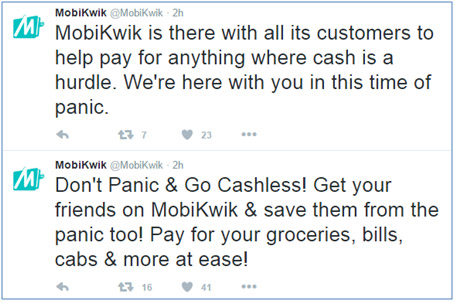 MobiKwik @MobiKwik · 2h
MobiKwik is there with all its customers to
help pay for anything where cash is a
hurdle. We're here with you in this time of
panic.
7 23
MobiKwik @MobiKwik · 2h
Don't Panic & Go Cashless! Get your
friends on MobiKwik & save them from the
panic too! Pay for your groceries, bills,
cabs & more at ease!
16 41